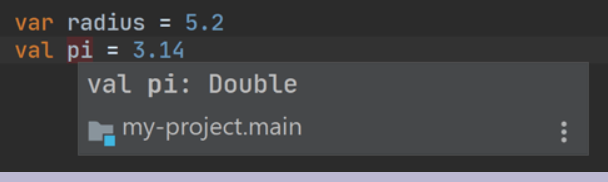 var radius = 5.2
val pi = 3.14
val pi: Double
my-project.main